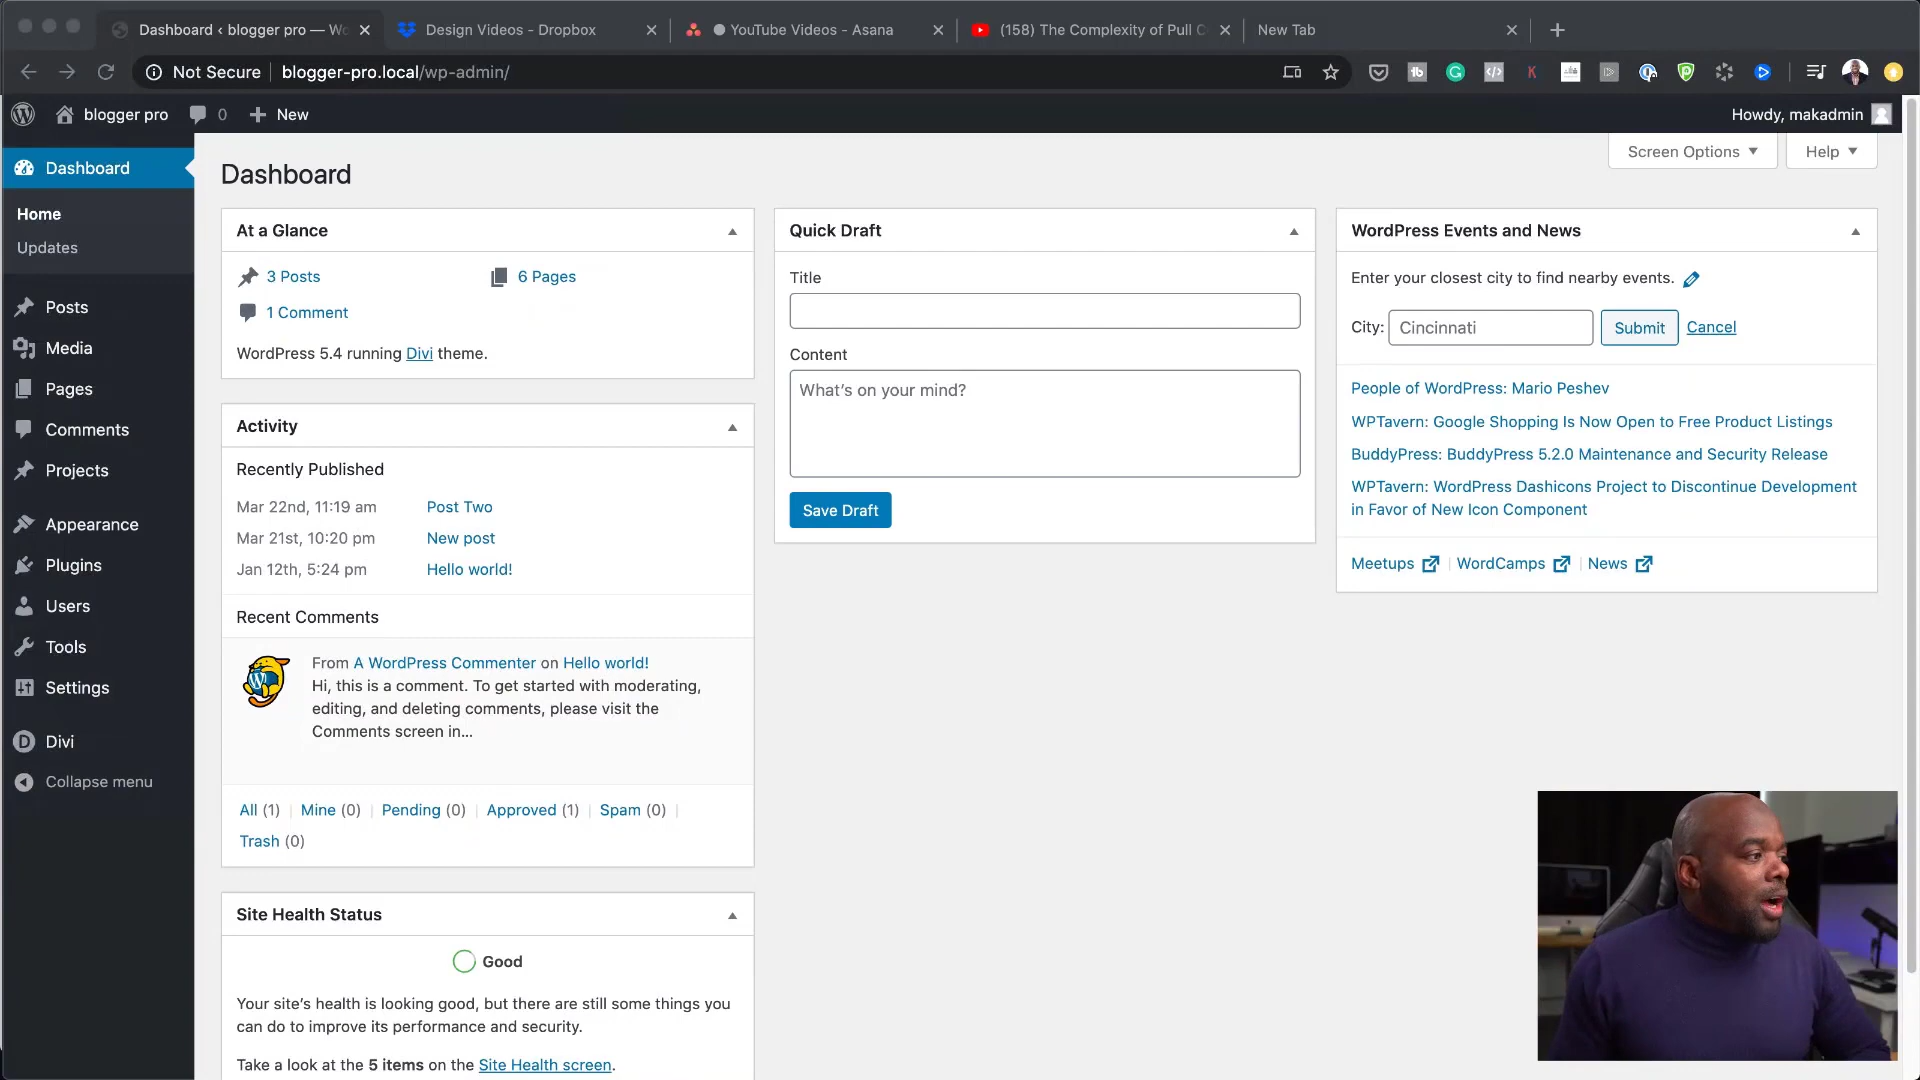 Dashboard ‹ blogger pro — Wo
Design Videos - Dropbox
YouTube Videos - Asana
(158) The Complexity of Pull C
New Tab
Not Secure
blogger-pro.local/wp-admin/
blogger pro
0
New
Howdy, makadmin
Dashboard
Home
Updates
Posts
Media
Pages
Comments
Projects
Appearance
Plugins
Users
Tools
Settings
Divi
Collapse menu
Screen Options
Help
Dashboard
At a Glance
3 Posts
6 Pages
1 Comment
WordPress 5.4 running Divi theme.
Activity
Recently Published
Mar 22nd, 11:19 am Post Two
Mar 21st, 10:20 pm New post
Jan 12th, 5:24 pm Hello world!
Recent Comments
From A WordPress Commenter on Hello world!
Hi, this is a comment. To get started with moderating,
editing, and deleting comments, please visit the
Comments screen in…
All (1) | Mine (0) | Pending (0) | Approved (1) | Spam (0) |
Trash (0)
Site Health Status
Good
Your site’s health is looking good, but there are still some things you
can do to improve its performance and security.
Take a look at the 5 items on the Site Health screen.
Quick Draft
Title
Content
What’s on your mind?
Save Draft
WordPress Events and News
Enter your closest city to find nearby events.
City: Cincinnati Submit Cancel
People of WordPress: Mario Peshev
WPTavern: Google Shopping Is Now Open to Free Product Listings
BuddyPress: BuddyPress 5.2.0 Maintenance and Security Release
WPTavern: WordPress Dashicons Project to Discontinue Development
in Favor of New Icon Component
Meetups | WordCamps | News